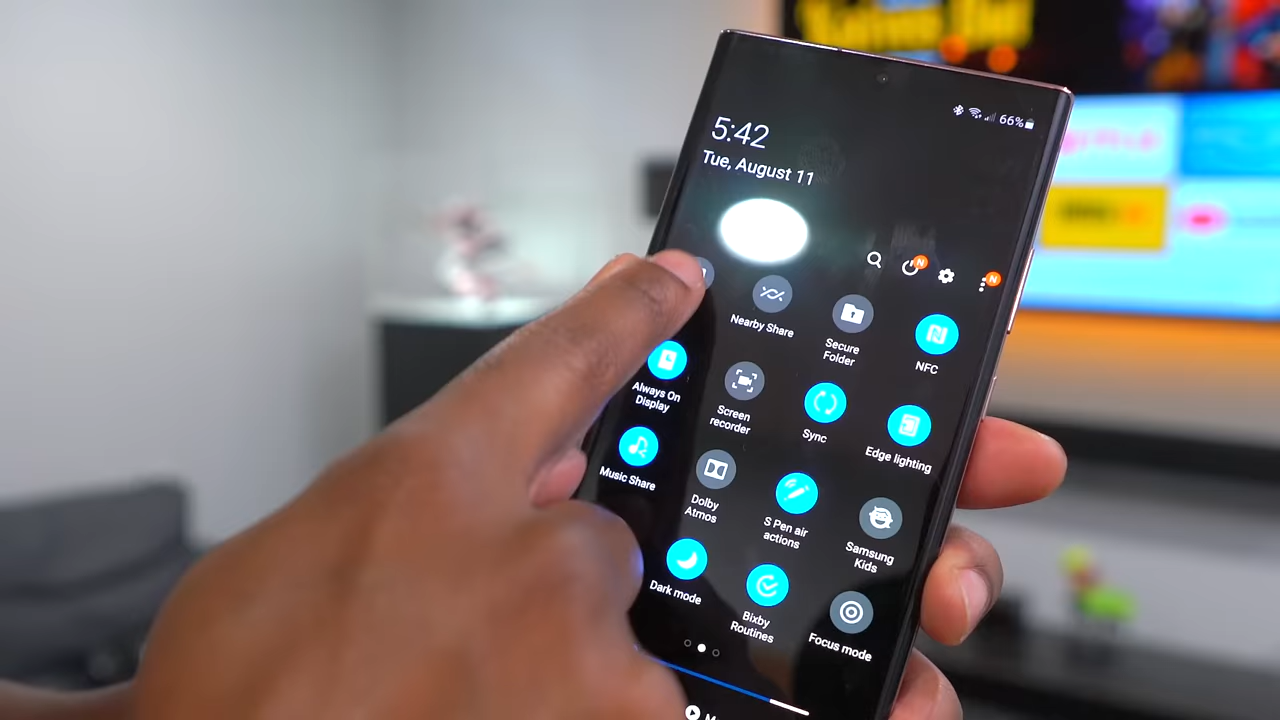 66%
5:42
Tue, August 11
N
N
Nearby Share
Secure
Folder
NFC
Always On
Display
Screen
recorder
Sync
Edge lighting
Music Share
Dolby
Atmos
S Pen air
actions
Samsung
Kids
Dark mode
Bixby
Routines
Focus mode